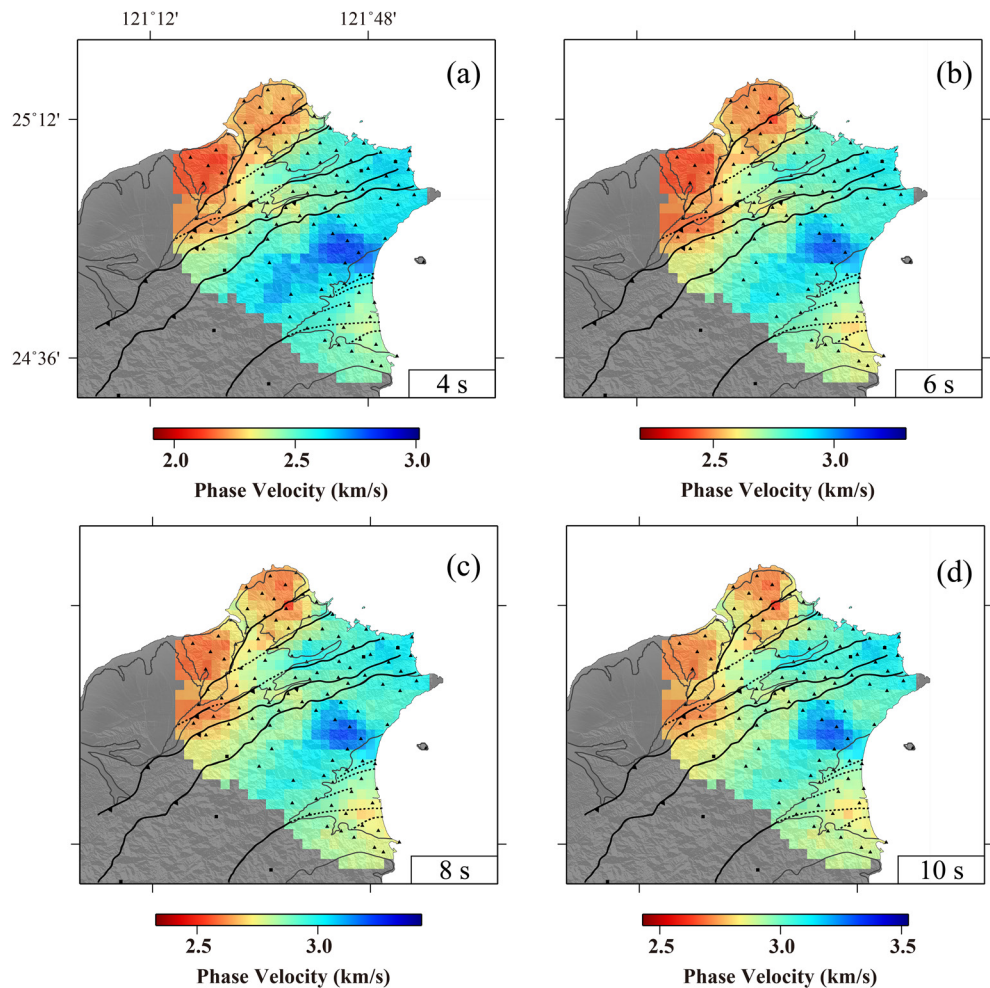 121˚12' 121˚48'
(a) (b)
25˚12'
24˚36'
4 s 6 s
2.0 2.5 3.0 2.5 3.0
Phase Velocity (km/s) Phase Velocity (km/s)
(c) (d)
8 s 10 s
2.5 3.0 2.5 3.0 3.5
Phase Velocity (km/s) Phase Velocity (km/s)